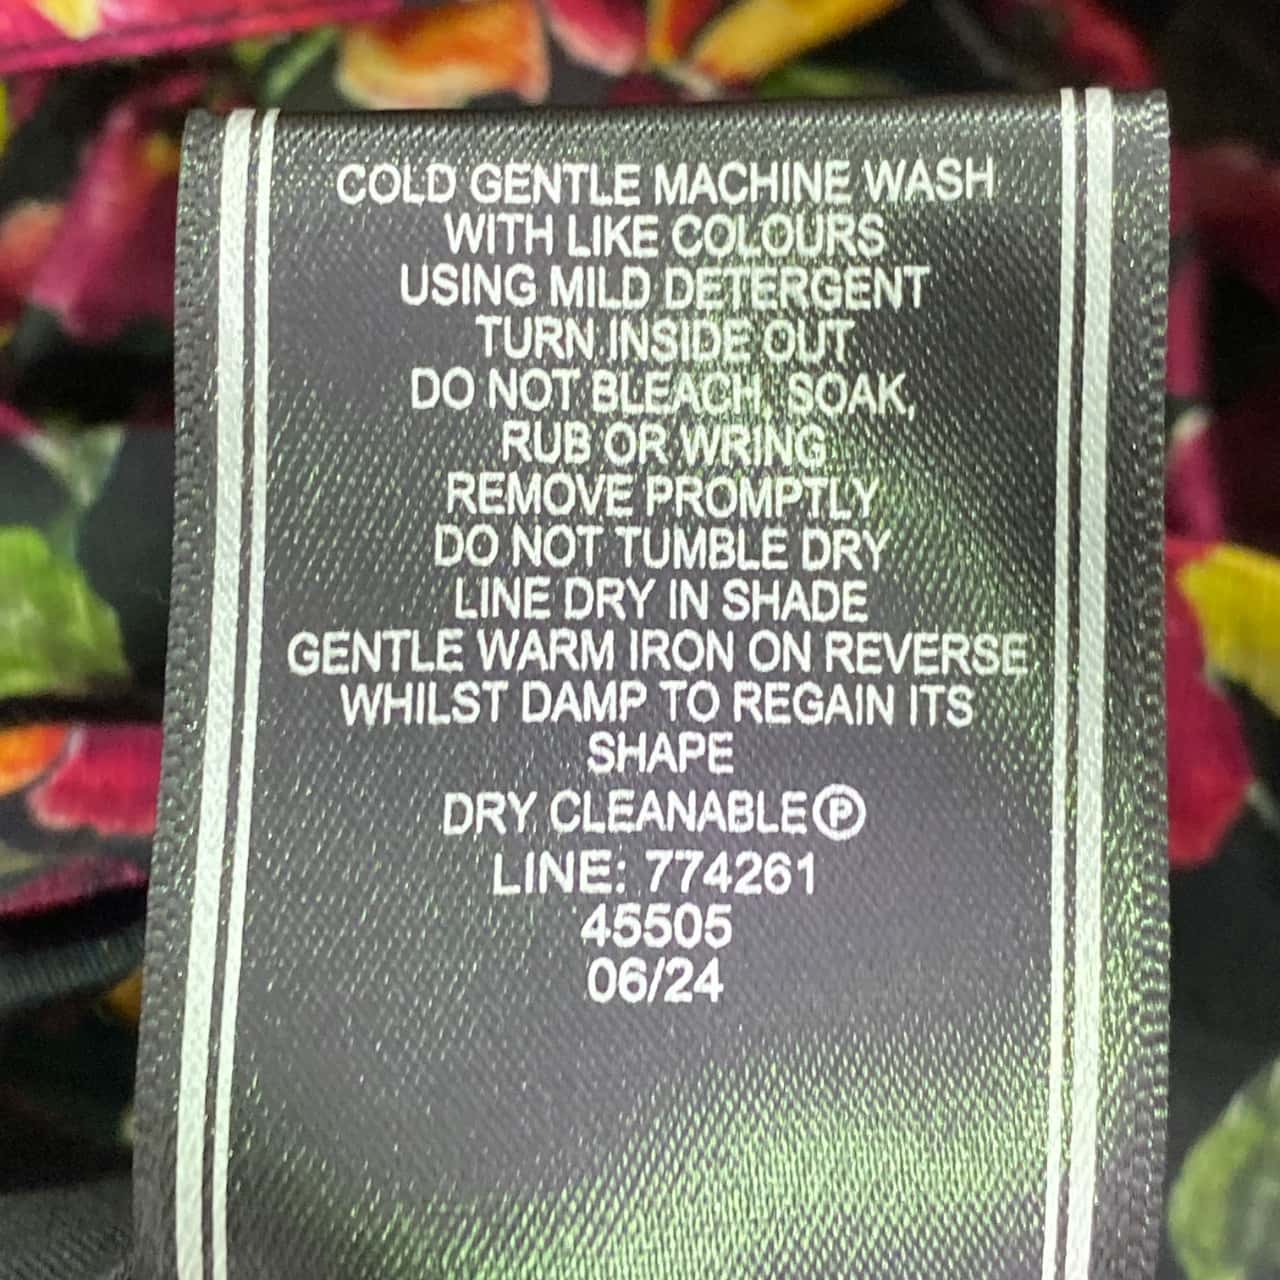 COLD GENTLE MACHINE WASH
WITH LIKE COLOURS
USING MILD DETERGENT
TURN INSIDE OUT
DO NOT BLEACH, SOAK,
RUB OR WRING
REMOVE PROMPTLY
DO NOT TUMBLE DRY
LINE DRY IN SHADE
GENTLE WARM IRON ON REVERSE
WHILST DAMP TO REGAIN ITS
SHAPE
DRY CLEANABLE Ⓟ
LINE: 774261
45505
06/24